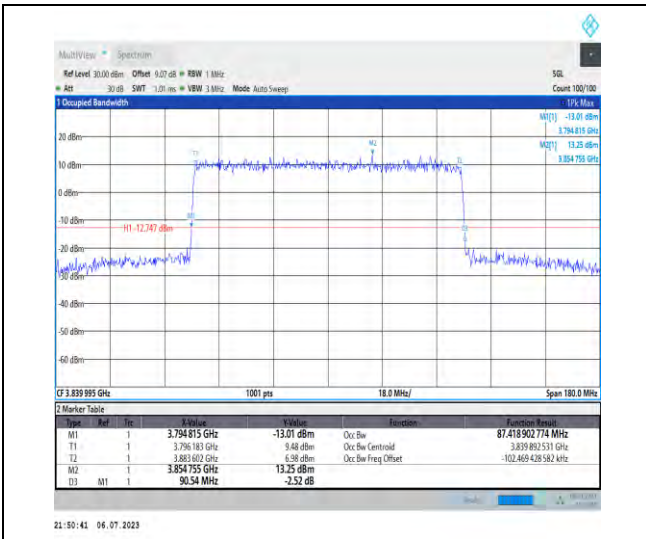 MultiView Spectrum
Ref Level 30.00 dBm Offset 9.07 dB RBW 1 MHz SGL
Att 30 dB SWT 1.01 ms VBW 3 MHz Mode Auto Sweep Count 100/100
1 Occupied Bandwidth 1Pk Max
M1[1] -13.01 dBm
3.794 815 GHz
M2[1] 13.25 dBm
3.854 755 GHz
20 dBm
10 dBm
0 dBm
-10 dBm
-20 dBm
-30 dBm
-40 dBm
-50 dBm
-60 dBm
M2
H1 -12.747 dBm
CF 3.839 995 GHz 1001 pts 18.0 MHz/ Span 180.0 MHz
2 Marker Table
Type Ref Trc X-Value Y-Value Function Function Result
M1 1 3.794 815 GHz -13.01 dBm Occ Bw 87.418 902 774 MHz
T1 1 3.796 183 GHz 9.48 dBm Occ Bw Centroid 3.839 892 531 GHz
T2 1 3.883 602 GHz 6.98 dBm Occ Bw Freq Offset -102.469 428 582 kHz
M2 1 3.854 755 GHz 13.25 dBm
D3 M1 1 90.54 MHz -2.52 dB
21:50:41 06.07.2023